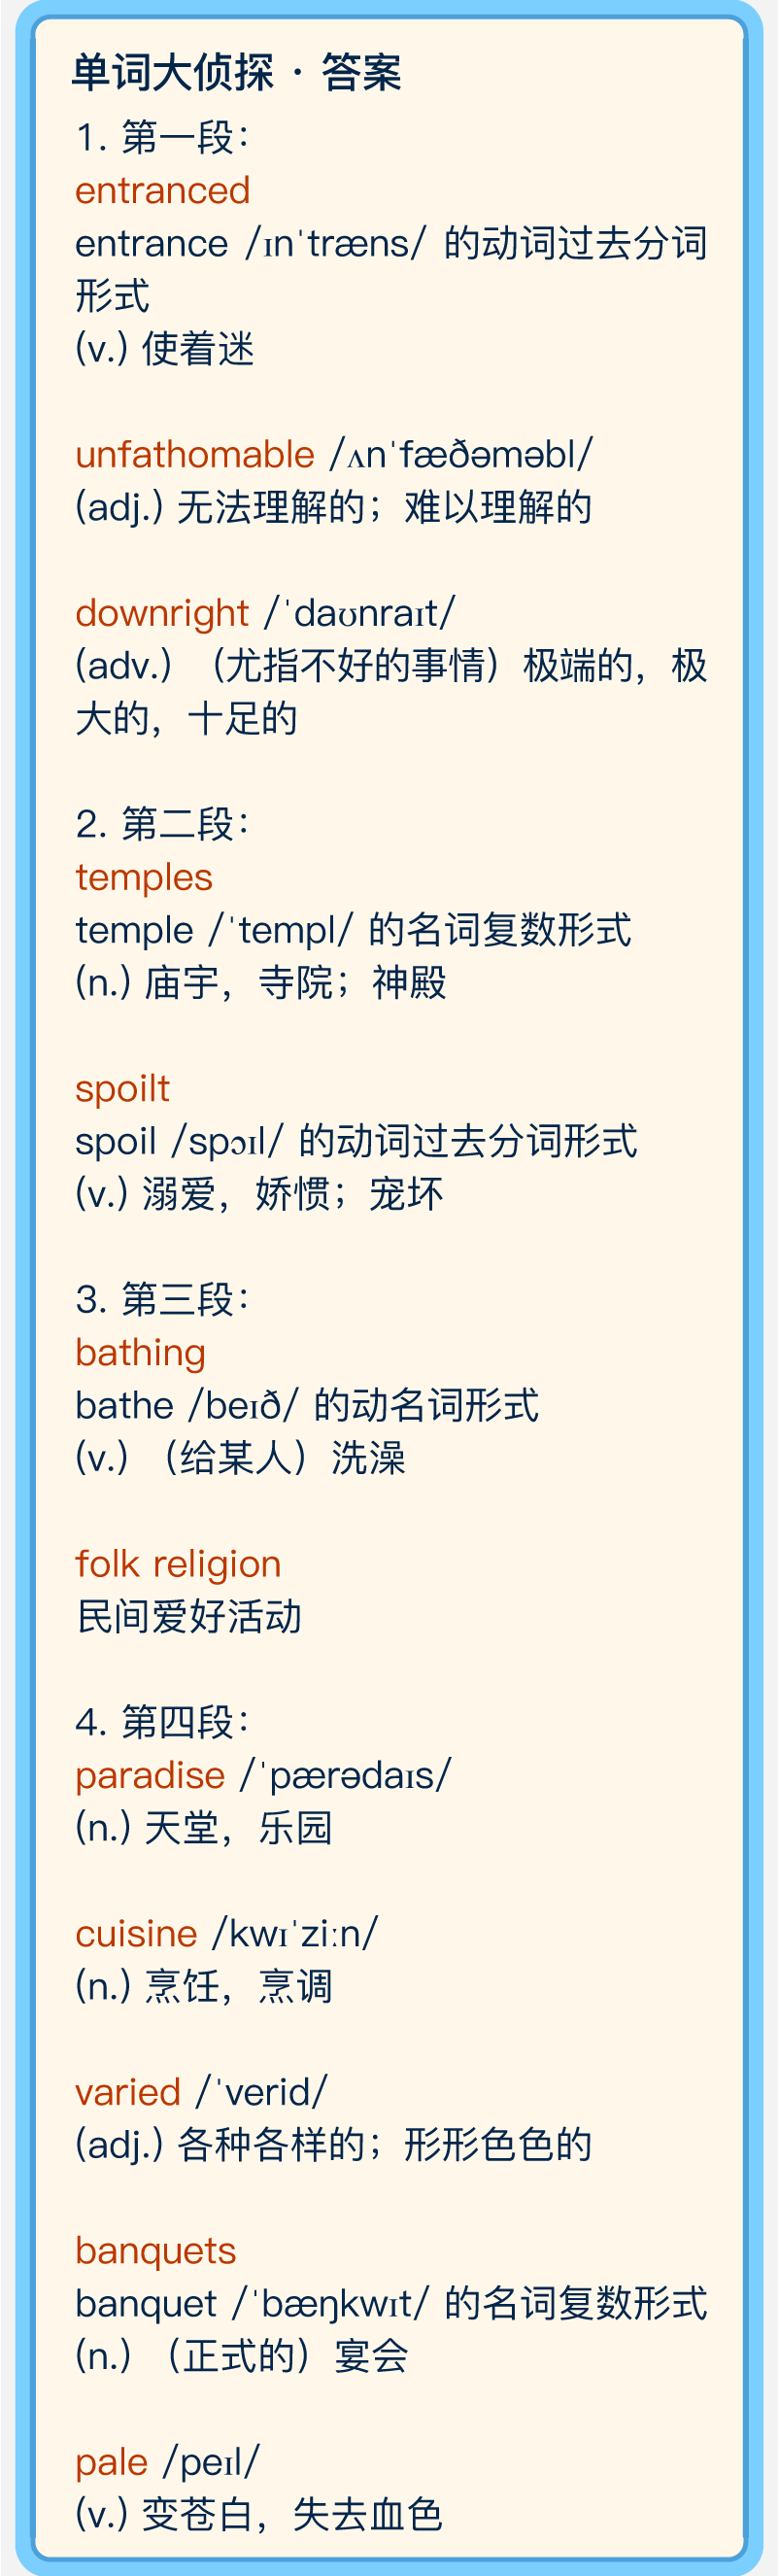 单词大侦探 · 答案
1. 第一段：
entranced
entrance /ɪnˈtræns/ 的动词过去分词
形式
(v.) 使着迷
unfathomable /ʌnˈfæðəməbl/
(adj.) 无法理解的；难以理解的
downright /ˈdaʊnraɪt/
(adv.) （尤指不好的事情）极端的，极
大的，十足的
2. 第二段：
temples
temple /ˈtempl/ 的名词复数形式
(n.) 庙宇，寺院；神殿
spoilt
spoil /spɔɪl/ 的动词过去分词形式
(v.) 溺爱，娇惯；宠坏
3. 第三段：
bathing
bathe /beɪð/ 的动名词形式
(v.) （给某人）洗澡
folk religion
民间爱好活动
4. 第四段：
paradise /ˈpærədaɪs/
(n.) 天堂，乐园
cuisine /kwɪˈziːn/
(n.) 烹饪，烹调
varied /ˈverid/
(adj.) 各种各样的；形形色色的
banquets
banquet /ˈbæŋkwɪt/ 的名词复数形式
(n.) （正式的）宴会
pale /peɪl/
(v.) 变苍白，失去血色